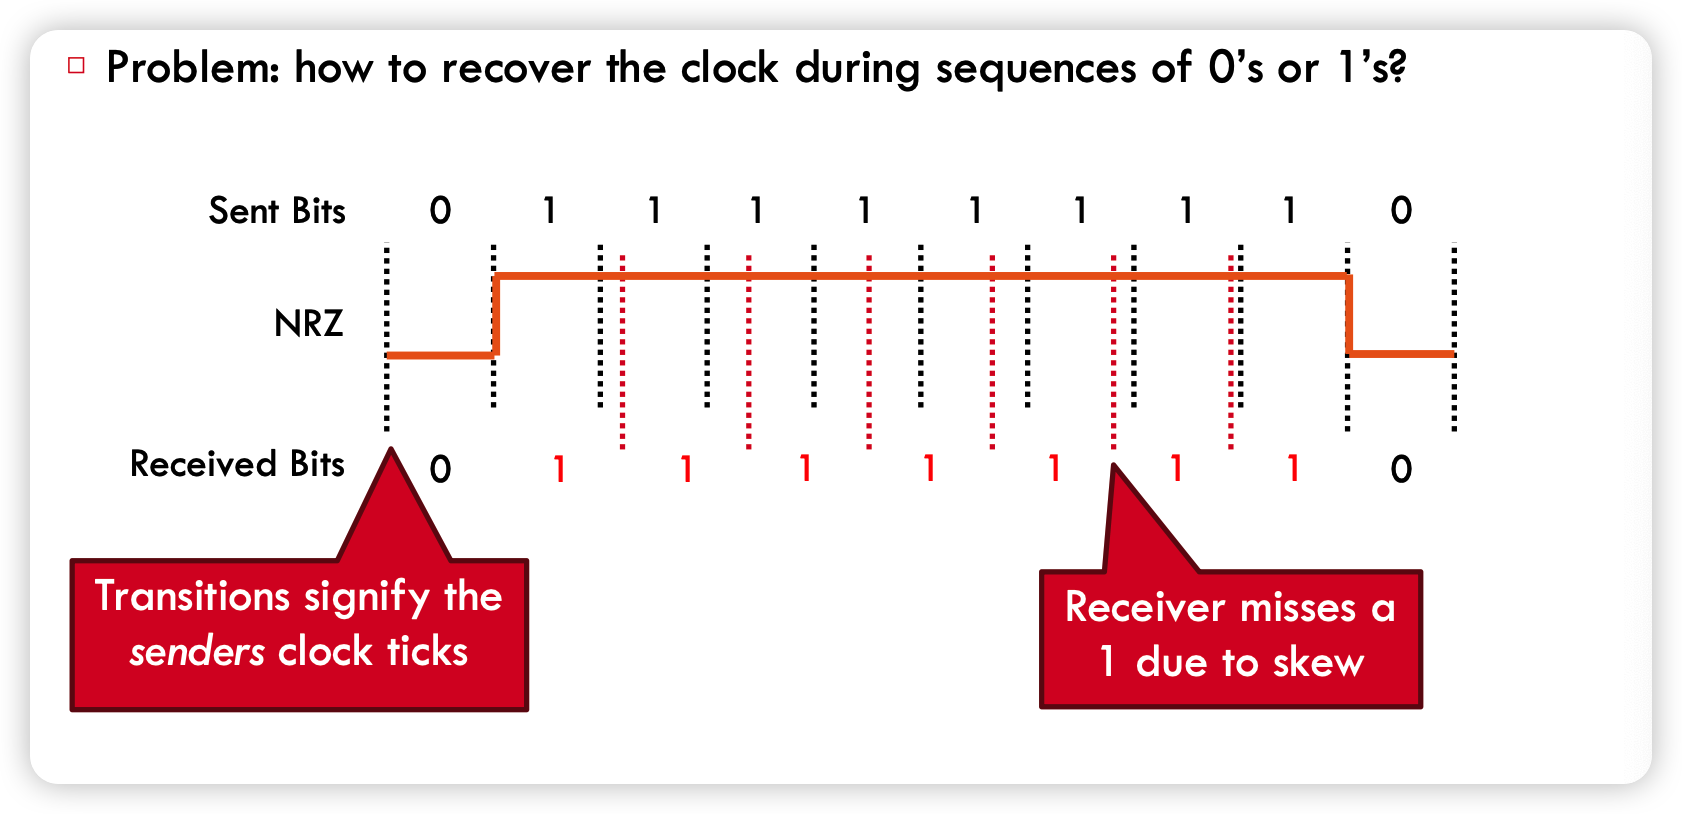 Problem: how to recover the clock during sequences of 0’s or 1’s?
Sent Bits 0 1 1 1 1 1 1 1 1 0
NRZ
Received Bits 0 1 1 1 1 1 1 1 0
Transitions signify the
senders clock ticks
Receiver misses a
1 due to skew